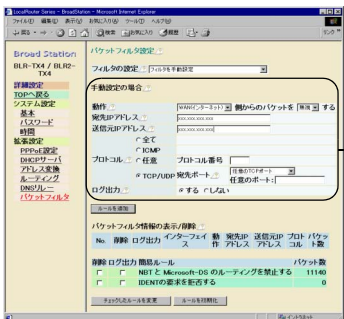 LocalRouter Series - BroadStation - Microsoft Internet Explorer
ファイル(F) 編集(E) 表示(V) お気に入り(A) ツール(T) ヘルプ(H)
戻る 検索 お気に入り 履歴 リンク
Broad Station
BLR-TX4 / BLR2-TX4
詳細設定
TOPへ戻る
システム設定
基本
パスワード
時間
拡張設定
PPPoE設定
DHCPサーバ
アドレス変換
ルーティング
DNSリレー
パケットフィルタ
パケットフィルタ設定
フィルタの設定 フィルタを手動設定
手動設定の場合
動作 WAN(インターネット) 側からのパケットを 無視 する
宛先IPアドレス xxx.xxx.xxx.xxx
送信元IPアドレス xxx.xxx.xxx.xxx
全て
ICMP
プロトコル 任意 プロトコル番号
TCP/UDP 宛先ポート 任意のTCPポート
任意のポート:
ログ出力 する しない
ルールを追加
パケットフィルタ情報の表示/削除
No. 削除 ログ出力 インターフェイス 動作 宛先IPアドレス 送信元IPアドレス プロトコル パケット数
削除 ログ出力 簡易ルール パケット数
NBTと Microsoft-DS のルーティングを禁止する 11140
IDENTの要求を拒否する 0
チェックしたルールを変更 ルールを初期化
イントラネット